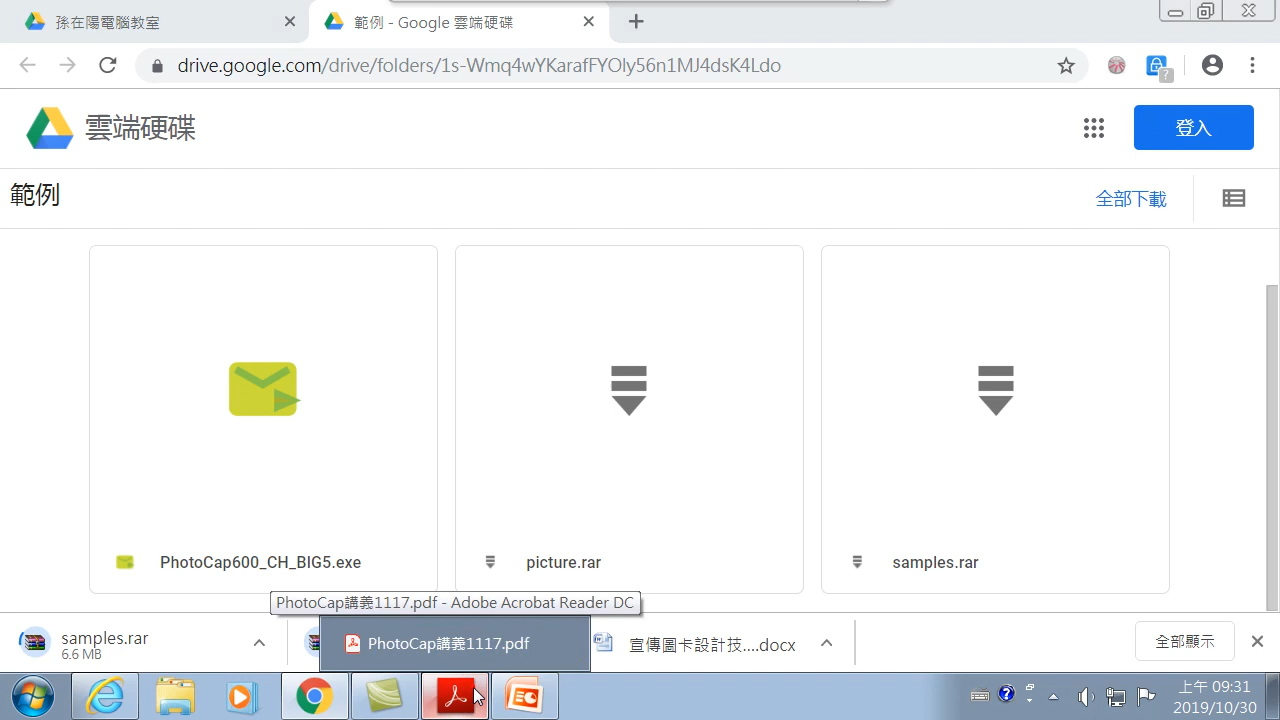 孫在陽電腦教室
範例 - Google 雲端硬碟
drive.google.com/drive/folders/1s-Wmq4wYKarafFYOly56n1MJ4dsK4Ldo
雲端硬碟
登入
範例
全部下載
PhotoCap600_CH_BIG5.exe
picture.rar
samples.rar
PhotoCap講義1117.pdf - Adobe Acrobat Reader DC
samples.rar
6.6 MB
PhotoCap講義1117.pdf
宣傳圖卡設計技....docx
全部顯示
上午 09:31
2019/10/30